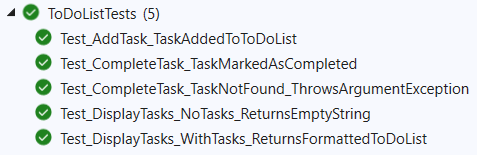 ToDoListTests (5)
Test_AddTask_TaskAddedToToDoList
Test_CompleteTask_TaskMarkedAsCompleted
Test_CompleteTask_TaskNotFound_ThrowsArgumentException
Test_DisplayTasks_NoTasks_ReturnsEmptyString
Test_DisplayTasks_WithTasks_ReturnsFormattedToDoList